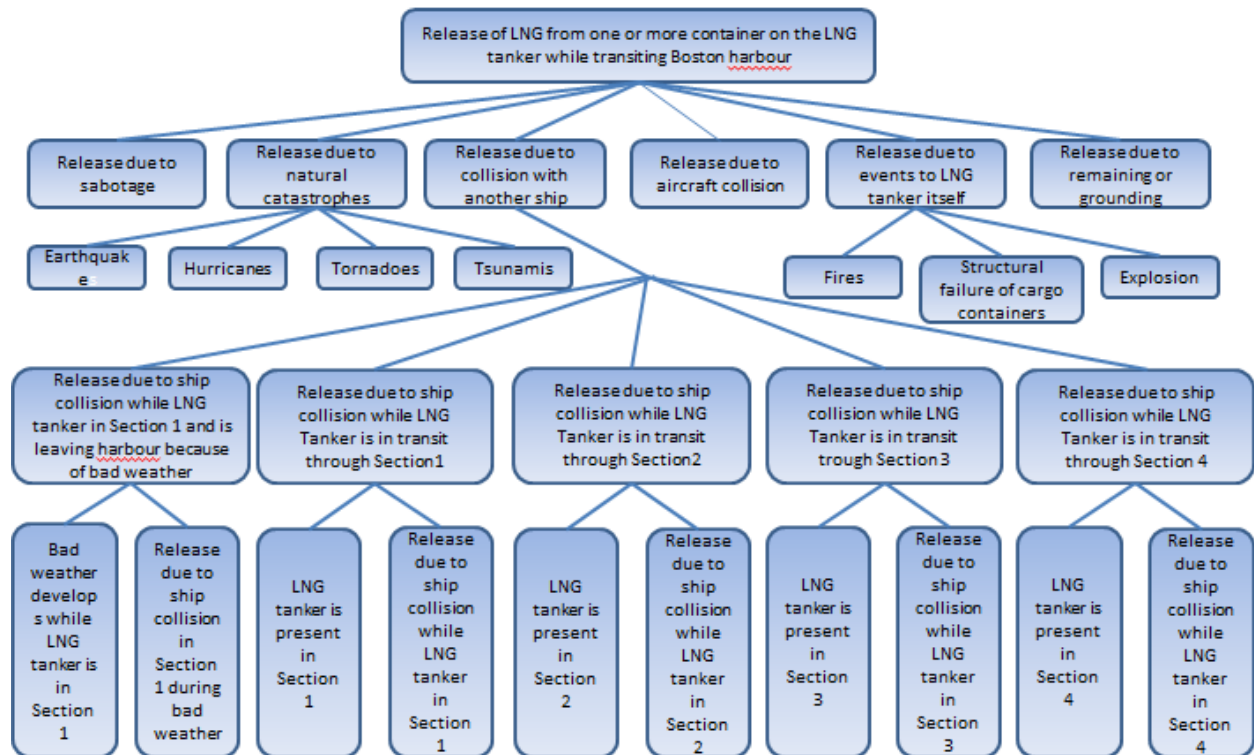 Release of LNG from one or more container on the LNG
tanker while transiting Boston harbour
Release due to
sabotage
Release due to
natural
catastrophes
Release due to
collision with
another ship
Release due to
aircraft collision
Release due to
events to LNG
tanker itself
Release due to
remaining or
grounding
Earthquak
es
Hurricanes
Tornadoes
Tsunamis
Fires
Structural
failure of cargo
containers
Explosion
Release due to ship
collision while LNG
tanker in Section 1 and is
leaving harbour because
of bad weather
Release due to ship
collision while LNG
Tanker is in transit
through Section1
Release due to ship
collision while LNG
Tanker is in transit
through Section2
Release due to ship
collision while LNG
Tanker is in transit
trough Section 3
Release due to ship
collision while LNG
Tanker is in transit
through Section 4
Bad
weather
develop
s while
LNG
tanker is
in
Section 1
Release
due to
ship
collision
in
Section
1 during
bad
weather
LNG
tanker is
present
in
Section
1
Release
due to
ship
collision
while
LNG
tanker
in
Section
1
LNG
tanker is
present
in
Section
2
Release
due to
ship
collision
while
LNG
tanker
in
Section
2
LNG
tanker is
present
in
Section
3
Release
due to
ship
collision
while
LNG
tanker
in
Section
3
LNG
tanker is
present
in
Section
4
Release
due to
ship
collision
while
LNG
tanker
in
Section
4